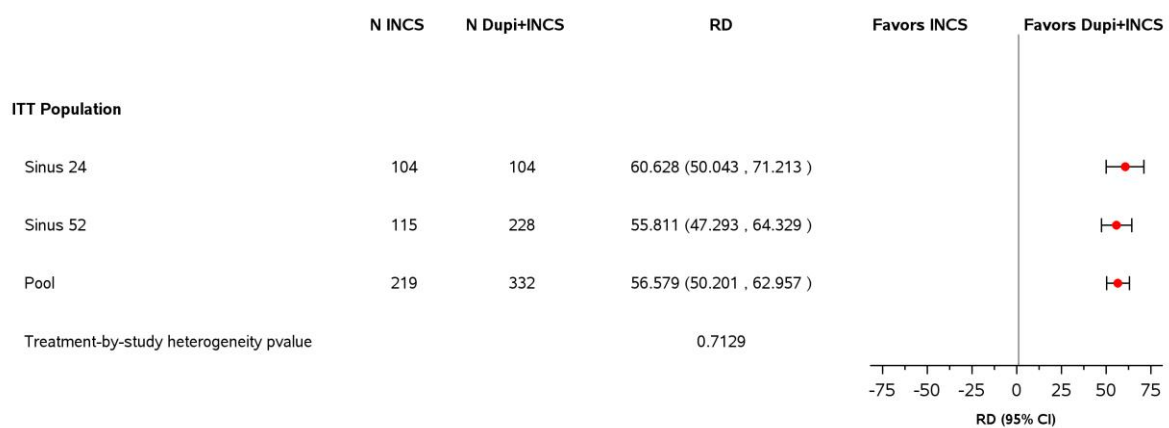 N INCS N Dupi+INCS RD Favors INCS Favors Dupi+INCS
ITT Population
Sinus 24 104 104 60.628 (50.043 , 71.213 )
Sinus 52 115 228 55.811 (47.293 , 64.329 )
Pool 219 332 56.579 (50.201 , 62.957 )
Treatment-by-study heterogeneity pvalue 0.7129
-75 -50 -25 0 25 50 75
RD (95% CI)